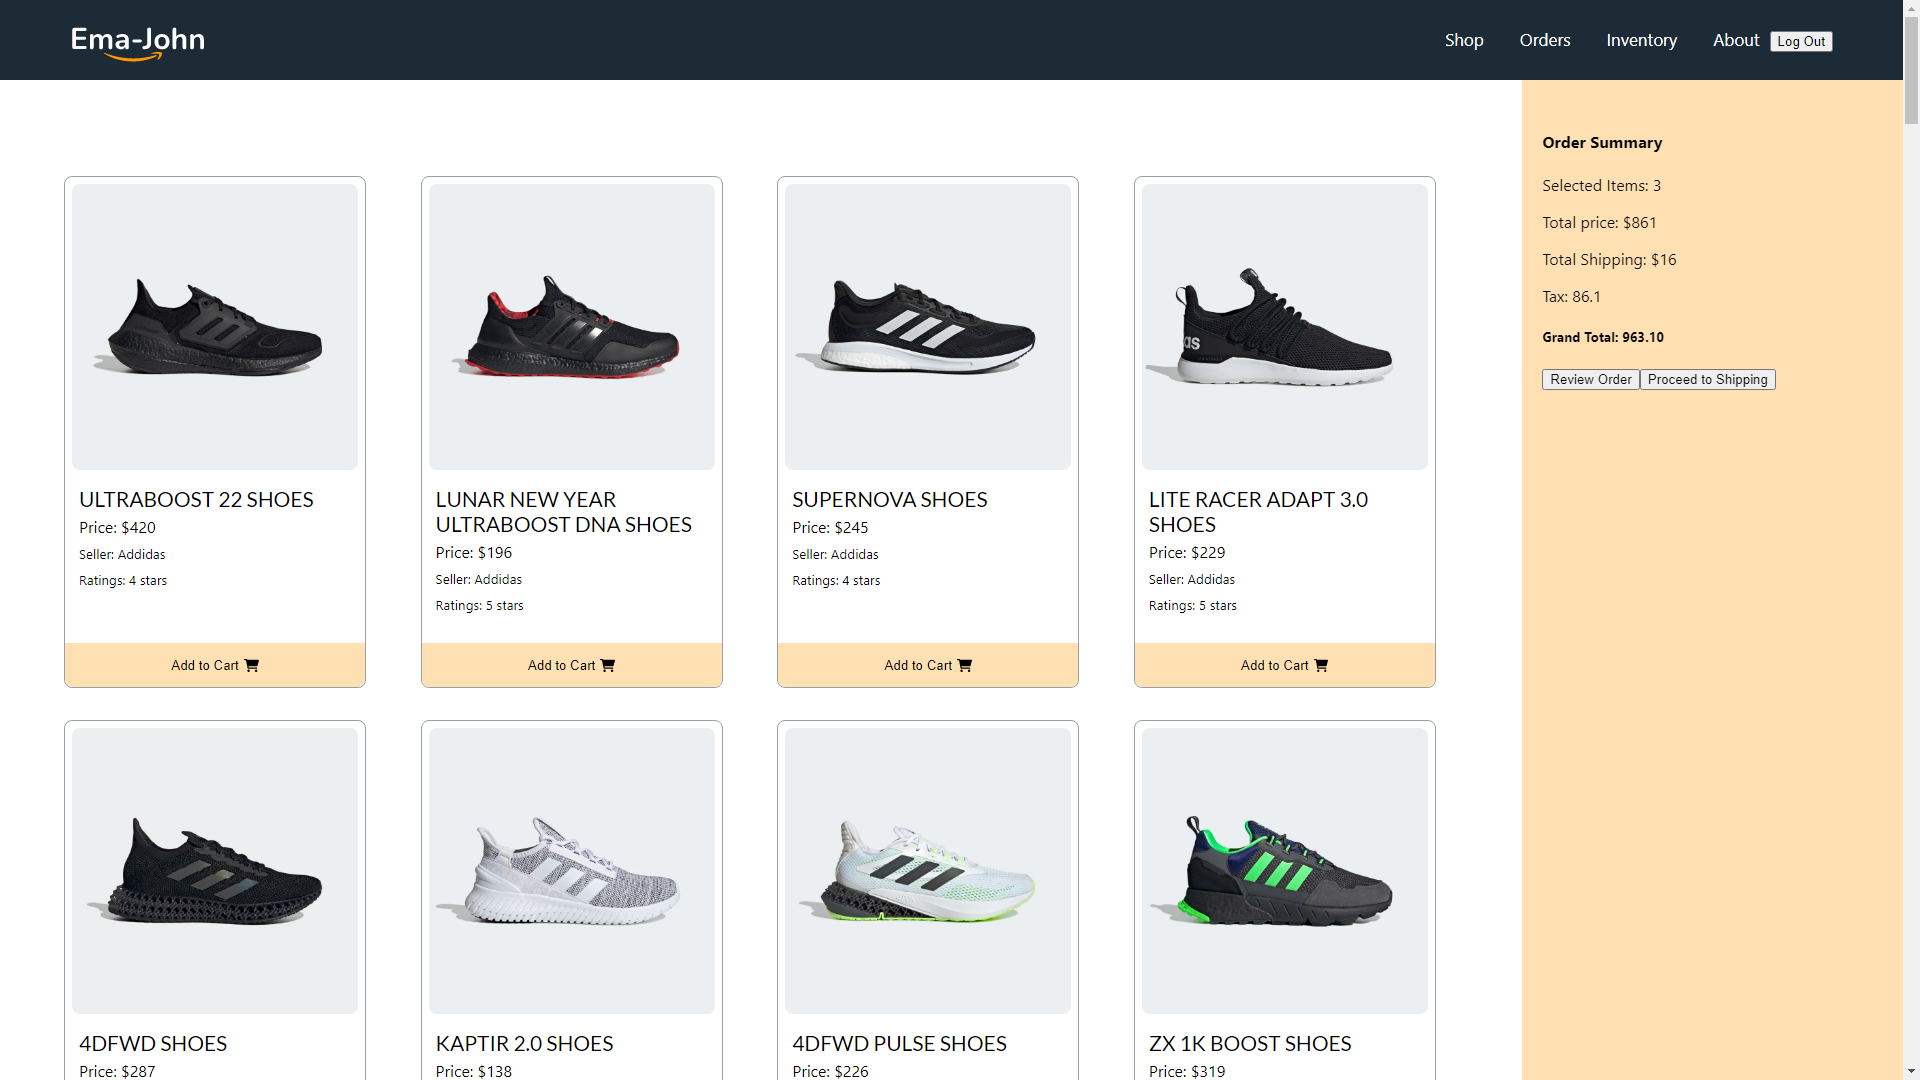 Ema-John
Shop
Orders
Inventory
About
Log Out
ULTRABOOST 22 SHOES
Price: $420
Seller: Addidas
Ratings: 4 stars
Add to Cart
LUNAR NEW YEAR
ULTRABOOST DNA SHOES
Price: $196
Seller: Addidas
Ratings: 5 stars
Add to Cart
SUPERNOVA SHOES
Price: $245
Seller: Addidas
Ratings: 4 stars
Add to Cart
as
LITE RACER ADAPT 3.0
SHOES
Price: $229
Seller: Addidas
Ratings: 5 stars
Add to Cart
4DFWD SHOES
Price: $287
KAPTIR 2.0 SHOES
Price: $138
4DFWD PULSE SHOES
Price: $226
ZX 1K BOOST SHOES
Price: $319
Order Summary
Selected Items: 3
Total price: $861
Total Shipping: $16
Tax: 86.1
Grand Total: 963.10
Review Order
Proceed to Shipping